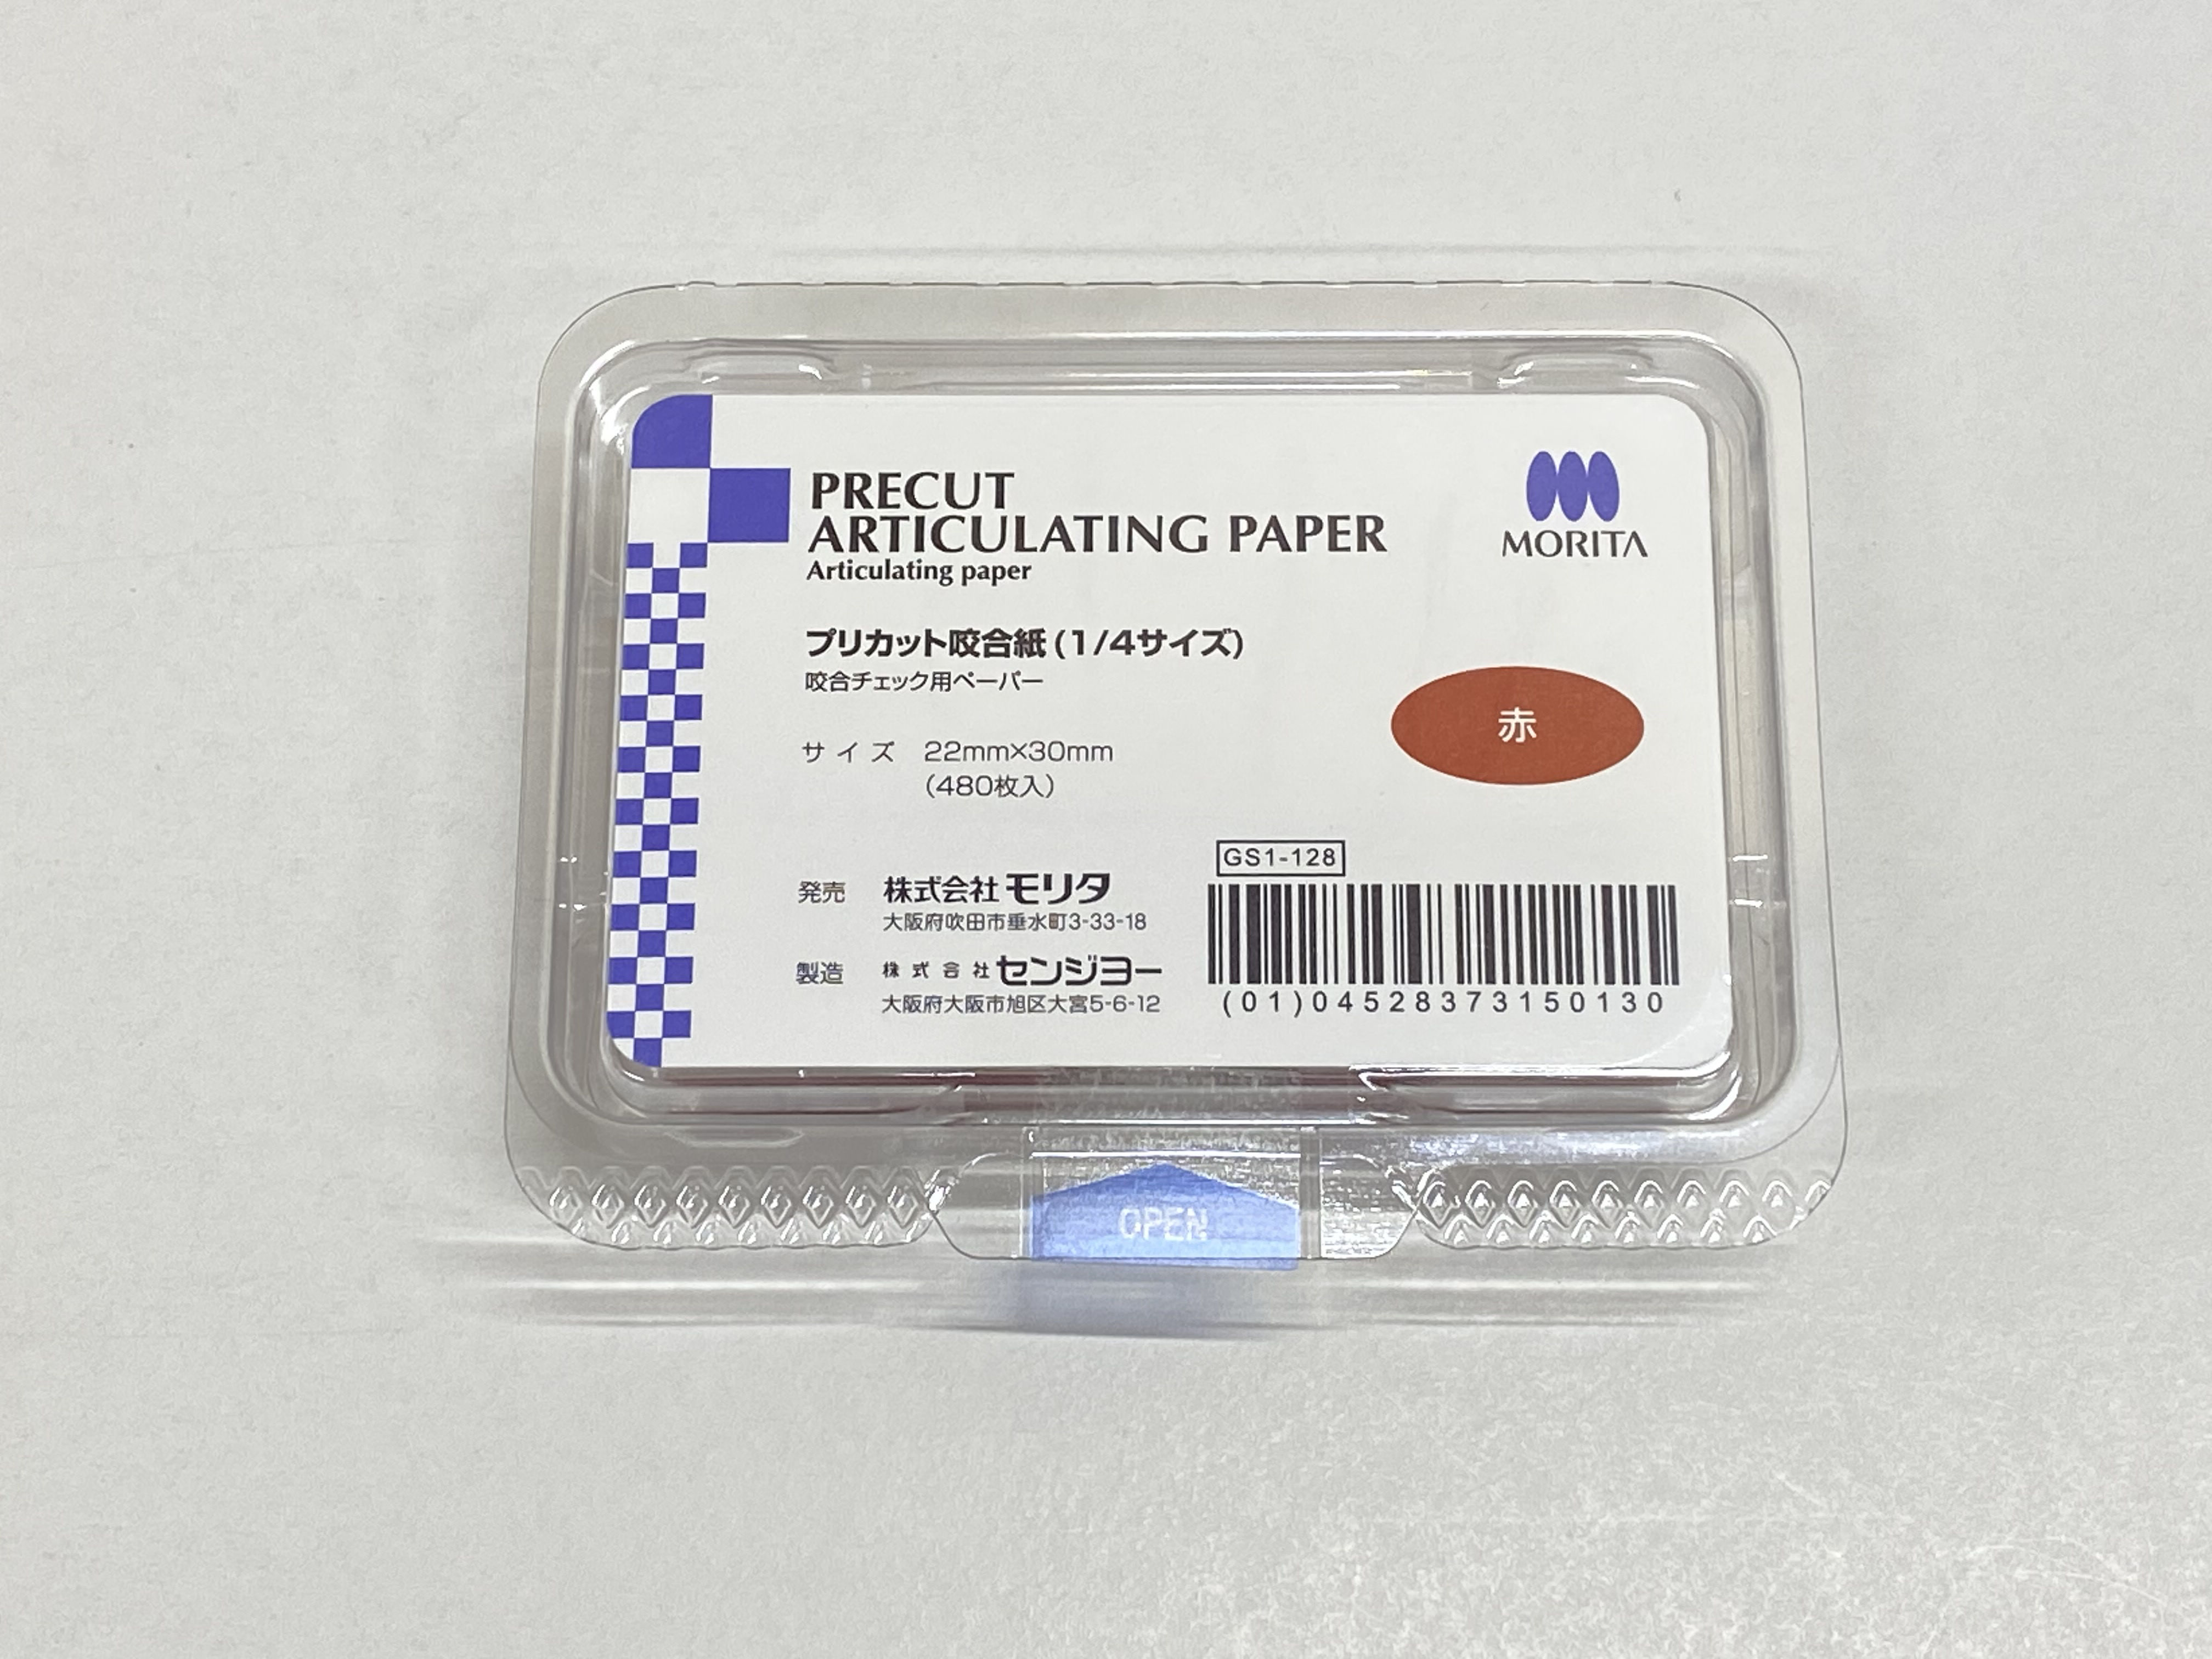 PRECUT
ARTICULATING PAPER
Articulating paper
MORITA
プリカット咬合紙(1/4サイズ)
咬合チェック用ペーパー
赤
サイズ 22mm×30mm
(480枚入)
GS1-128
発売 株式会社モリタ
大阪府吹田市垂水町3-33-18
製造 株式会社センジョー
大阪府大阪市旭区大宮5-6-12
(01)04528373150130
OPEN